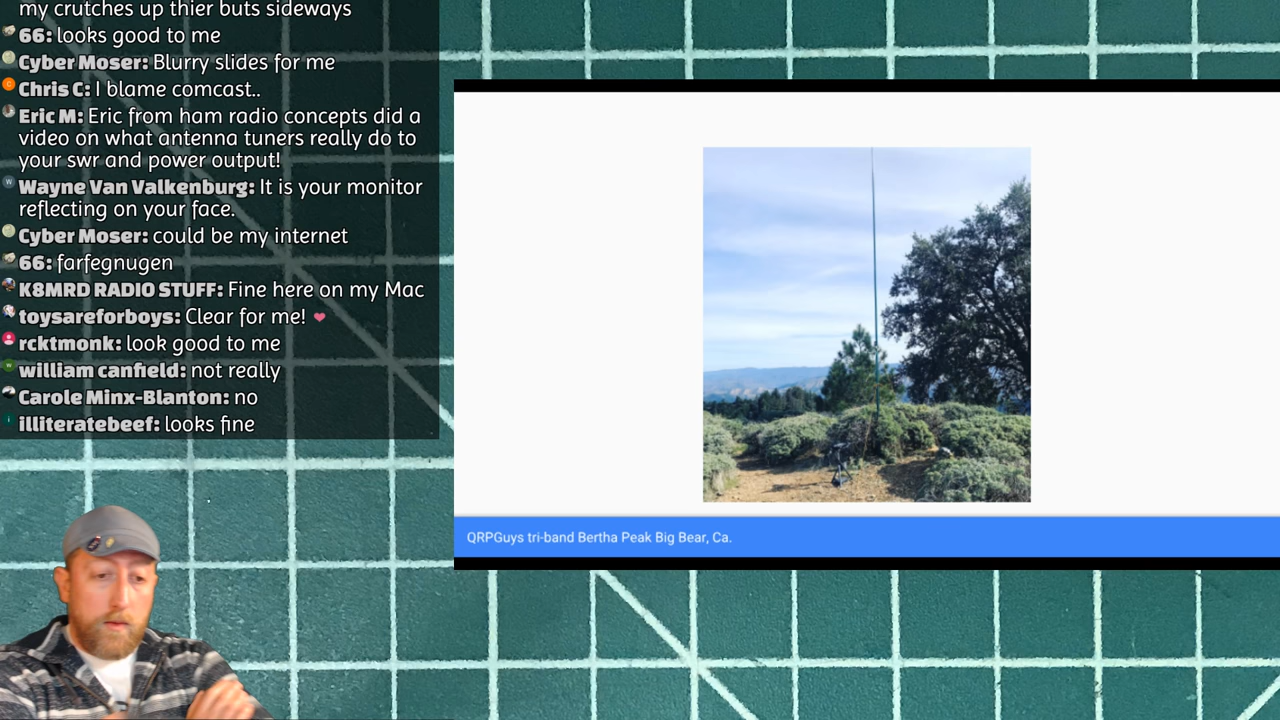 my crutches up thier buts sideways
66: looks good to me
Cyber Moser: Blurry slides for me
Chris C: I blame comcast..
Eric M: Eric from ham radio concepts did a
video on what antenna tuners really do to
your swr and power output!
Wayne Van Valkenburg: It is your monitor
reflecting on your face.
Cyber Moser: could be my internet
66: farfegnugen
K8MRD RADIO STUFF: Fine here on my Mac
toysareforboys: Clear for me! ❤
rcktmonk: look good to me
william canfield: not really
Carole Minx-Blanton: no
illiteratebeef: looks fine
QRPGuys tri-band Bertha Peak Big Bear, Ca.